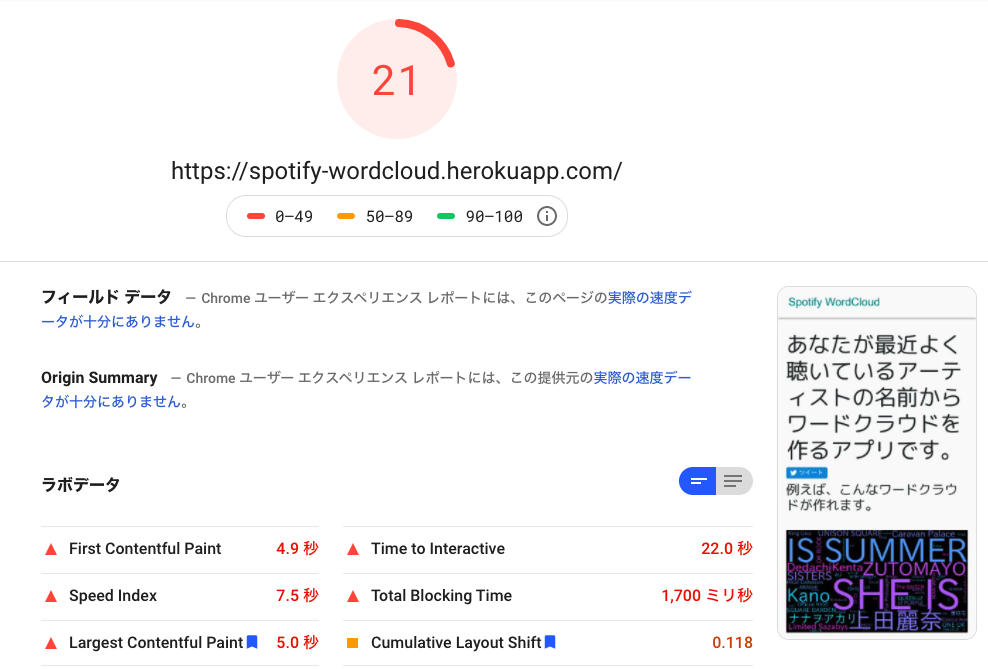 21
https://spotify-wordcloud.herokuapp.com/
0–49 50–89 90–100
フィールド データ — Chrome ユーザー エクスペリエンス レポートには、このページの実際の速度デ
ータが十分にありません。
Origin Summary — Chrome ユーザー エクスペリエンス レポートには、この提供元の実際の速度デー
タが十分にありません。
ラボデータ
First Contentful Paint 4.9 秒
Time to Interactive 22.0 秒
Speed Index 7.5 秒
Total Blocking Time 1,700 ミリ秒
Largest Contentful Paint 5.0 秒
Cumulative Layout Shift 0.118
Spotify WordCloud
あなたが最近よく
聴いているアーテ
ィストの名前から
ワードクラウドを
作るアプリです。
ツイート
例えば、こんなワードクラウ
ドが作れます。
UNISON SQUARE Caravan Palace
IS SUMMER
DedachiKenta ZUTOMAYO
SISTERS
Kano SHE IS
ナナヲアカリ 上田麗奈
Limited Sazabys